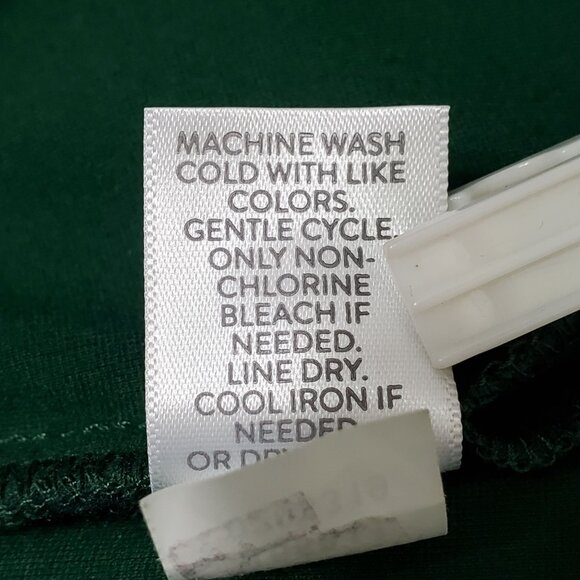 MACHINE WASH
COLD WITH LIKE
COLORS.
GENTLE CYCLE.
ONLY NON-
CHLORINE
BLEACH IF
NEEDED.
LINE DRY.
COOL IRON IF
NEEDED
OR